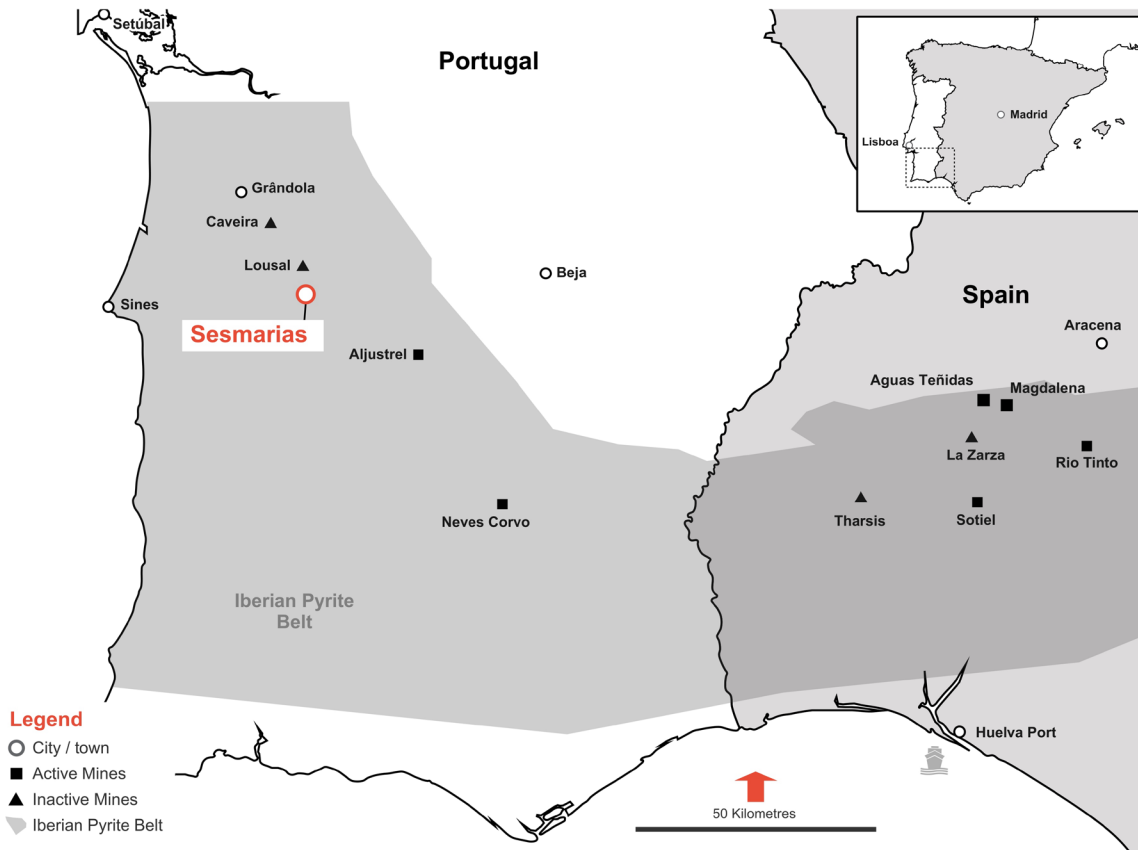 Setúbal
Portugal
Madrid
Lisboa
Grândola
Caveira
Lousal
Beja
Sines
Sesmarias
Spain
Aracena
Aljustrel
Aguas Teñidas
Magdalena
La Zarza
Rio Tinto
Neves Corvo
Tharsis
Sotiel
Iberian Pyrite
Belt
Legend
City / town
Active Mines
Inactive Mines
Iberian Pyrite Belt
Huelva Port
50 Kilometres